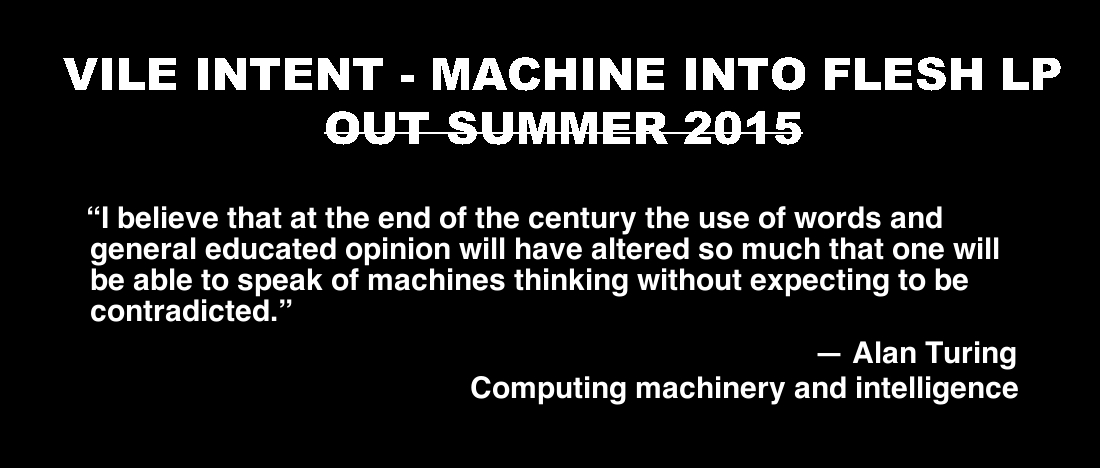 VILE INTENT - MACHINE INTO FLESH LP
OUT SUMMER 2015
“I believe that at the end of the century the use of words and
general educated opinion will have altered so much that one will
be able to speak of machines thinking without expecting to be
contradicted.”
— Alan Turing
Computing machinery and intelligence